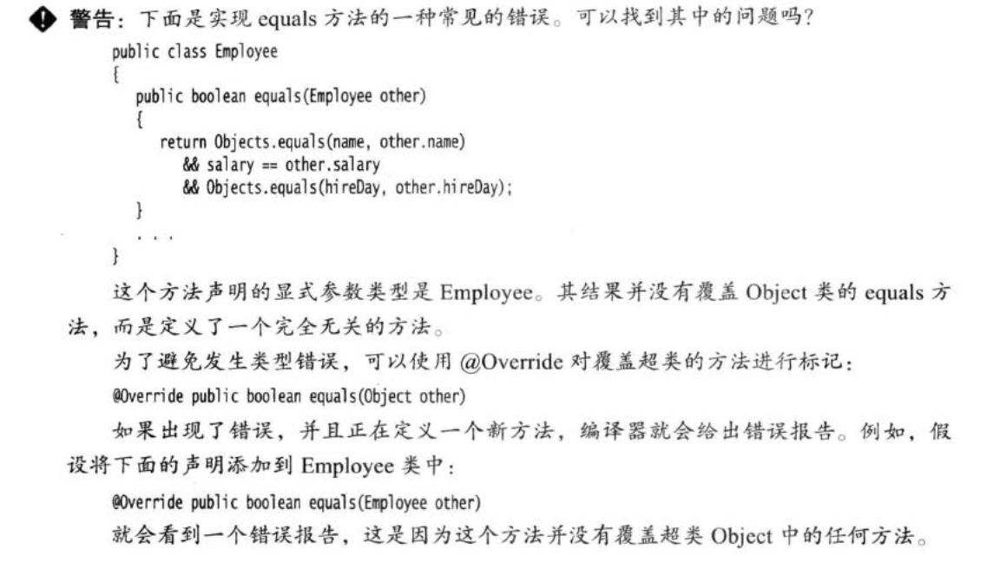 警告：下面是实现 equals 方法的一种常见的错误。可以找到其中的问题吗？
public class Employee
{
public boolean equals(Employee other)
{
return Objects.equals(name, other.name)
&& salary == other.salary
&& Objects.equals(hireDay, other.hireDay);
}
. . .
}
这个方法声明的显式参数类型是 Employee。其结果并没有覆盖 Object 类的 equals 方
法，而是定义了一个完全无关的方法。
为了避免发生类型错误，可以使用 @Override 对覆盖超类的方法进行标记：
@Override public boolean equals(Object other)
如果出现了错误，并且正在定义一个新方法，编译器就会给出错误报告。例如，假
设将下面的声明添加到 Employee 类中：
@Override public boolean equals(Employee other)
就会看到一个错误报告，这是因为这个方法并没有覆盖超类 Object 中的任何方法。